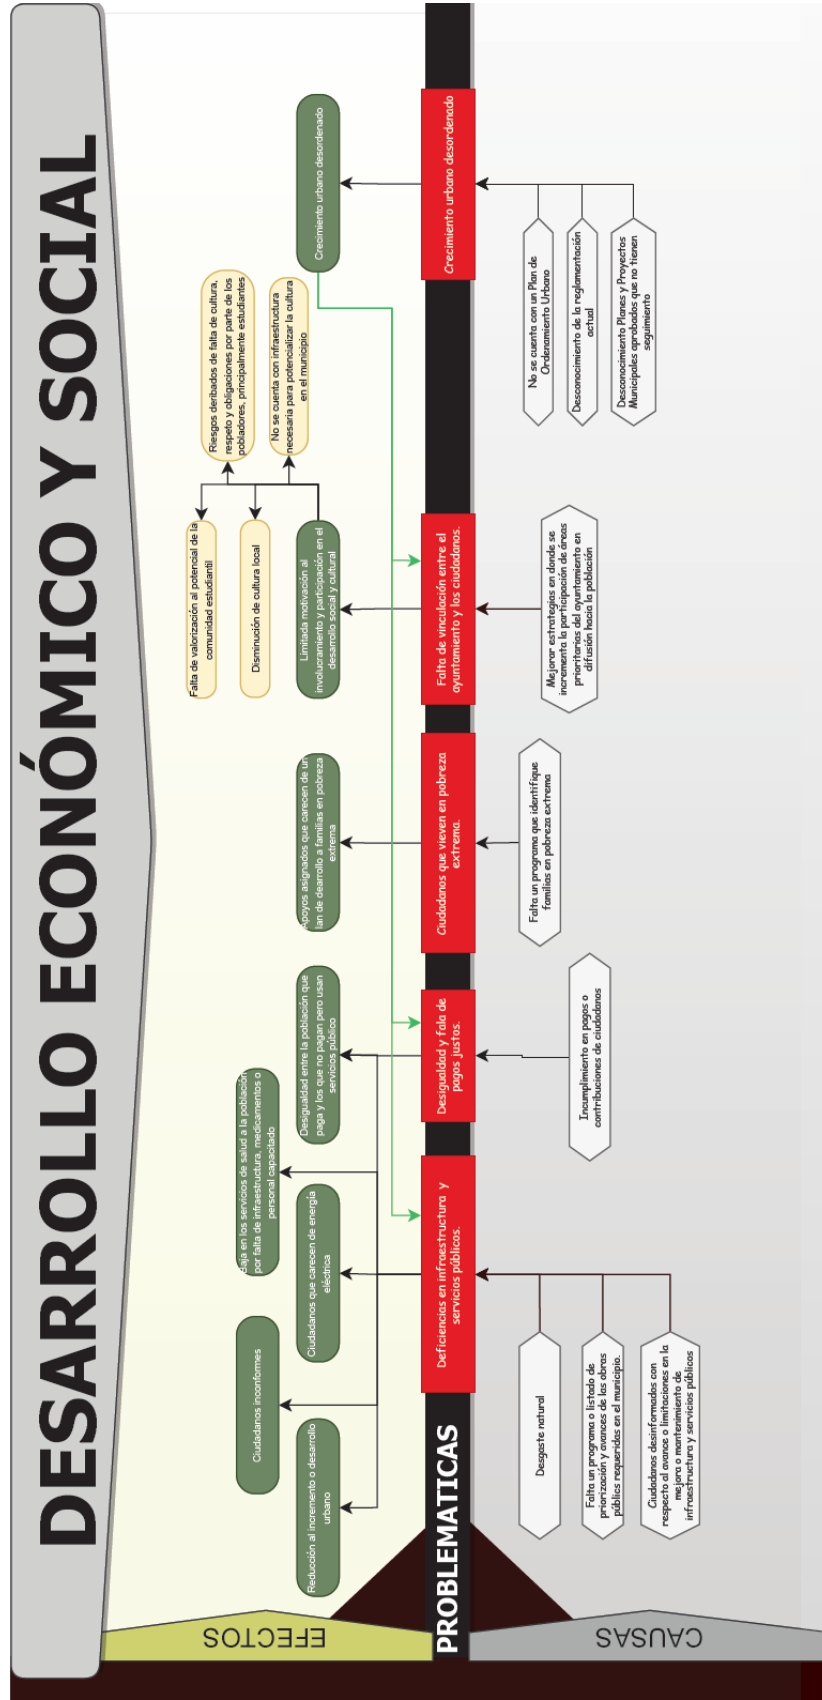 DESARROLLO ECONÓMICO Y SOCIAL
EFECTOS
Reducción al incremento o desarrollo
urbano
Ciudadanos inconformes
Ciudadanos que carecen de energía
eléctrica
Baja en los servicios de salud a la población
por falta de infraestructura, medicamentos o
personal capacitado
Desigualdad entre la población que
paga y los que no pagan pero usan
servicios público
Apoyos asignados que carecen de un
lan de dearrollo a familias en pobreza
extrema
Falta de valorización al potencial de la
comunidad estudiantil
Disminución de cultura local
Limitada motivación al
involucramiento y participación en el
desarrollo social y cultural
Riesgos deribados de falta de cultura,
respeto y obligaciones por parte de los
pobladores, principalmente estudiantes
No se cuenta con infraestructura
necesaria para potencializar la cultura
en el municipio
Crecimiento urbano desordenado
PROBLEMATICAS
Deficiencias en infraestructura y
servicios públicos.
Desigualdad y fala de
pagos justos.
Ciudadanos que vieven en pobreza
extrema.
Falta de vinculación entre el
ayuntamiento y los ciudadanos.
Crecimiento urbano desordenado
CAUSAS
Desgaste natural
Falta un programa o listado de
priorización y avances de las obras
públics requeridas en el municipio.
Ciudadanos desinformados con
respecto al avance o limitaciones en la
mejora o mantenimiento de
infraestructura y servicios públicos
Incumplimiento en pagos o
contribuciones de ciudadanos
Falta un programa que identifique
familias en pobreza extrema
Mejorar estrategias en donde se
incrementa la participación de áreas
prioritarias del ayuntamiento en
difusión hacia la población
No se cuenta con un Plan de
Ordenamiento Urbano
Desconocimiento de la reglamentación
actual
Desconocimiento Planes y Proyectos
Municipales aprobados que no tienen
seguimiento